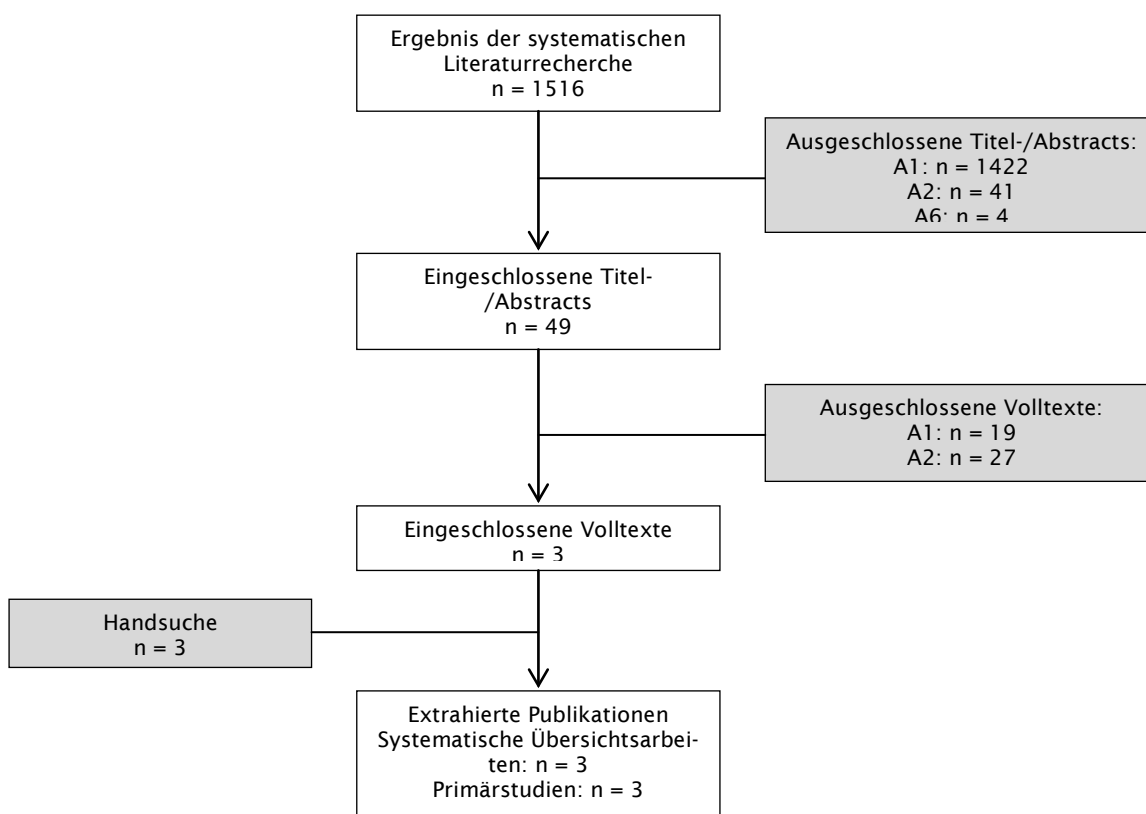 Ergebnis der systematischen
Literaturrecherche
n = 1516
Ausgeschlossene Titel-/Abstracts:
A1: n = 1422
A2: n = 41
A6: n = 4
Eingeschlossene Titel-
/Abstracts
n = 49
Ausgeschlossene Volltexte:
A1: n = 19
A2: n = 27
Eingeschlossene Volltexte
n = 3
Handsuche
n = 3
Extrahierte Publikationen
Systematische Übersichtsarbei-
ten: n = 3
Primärstudien: n = 3